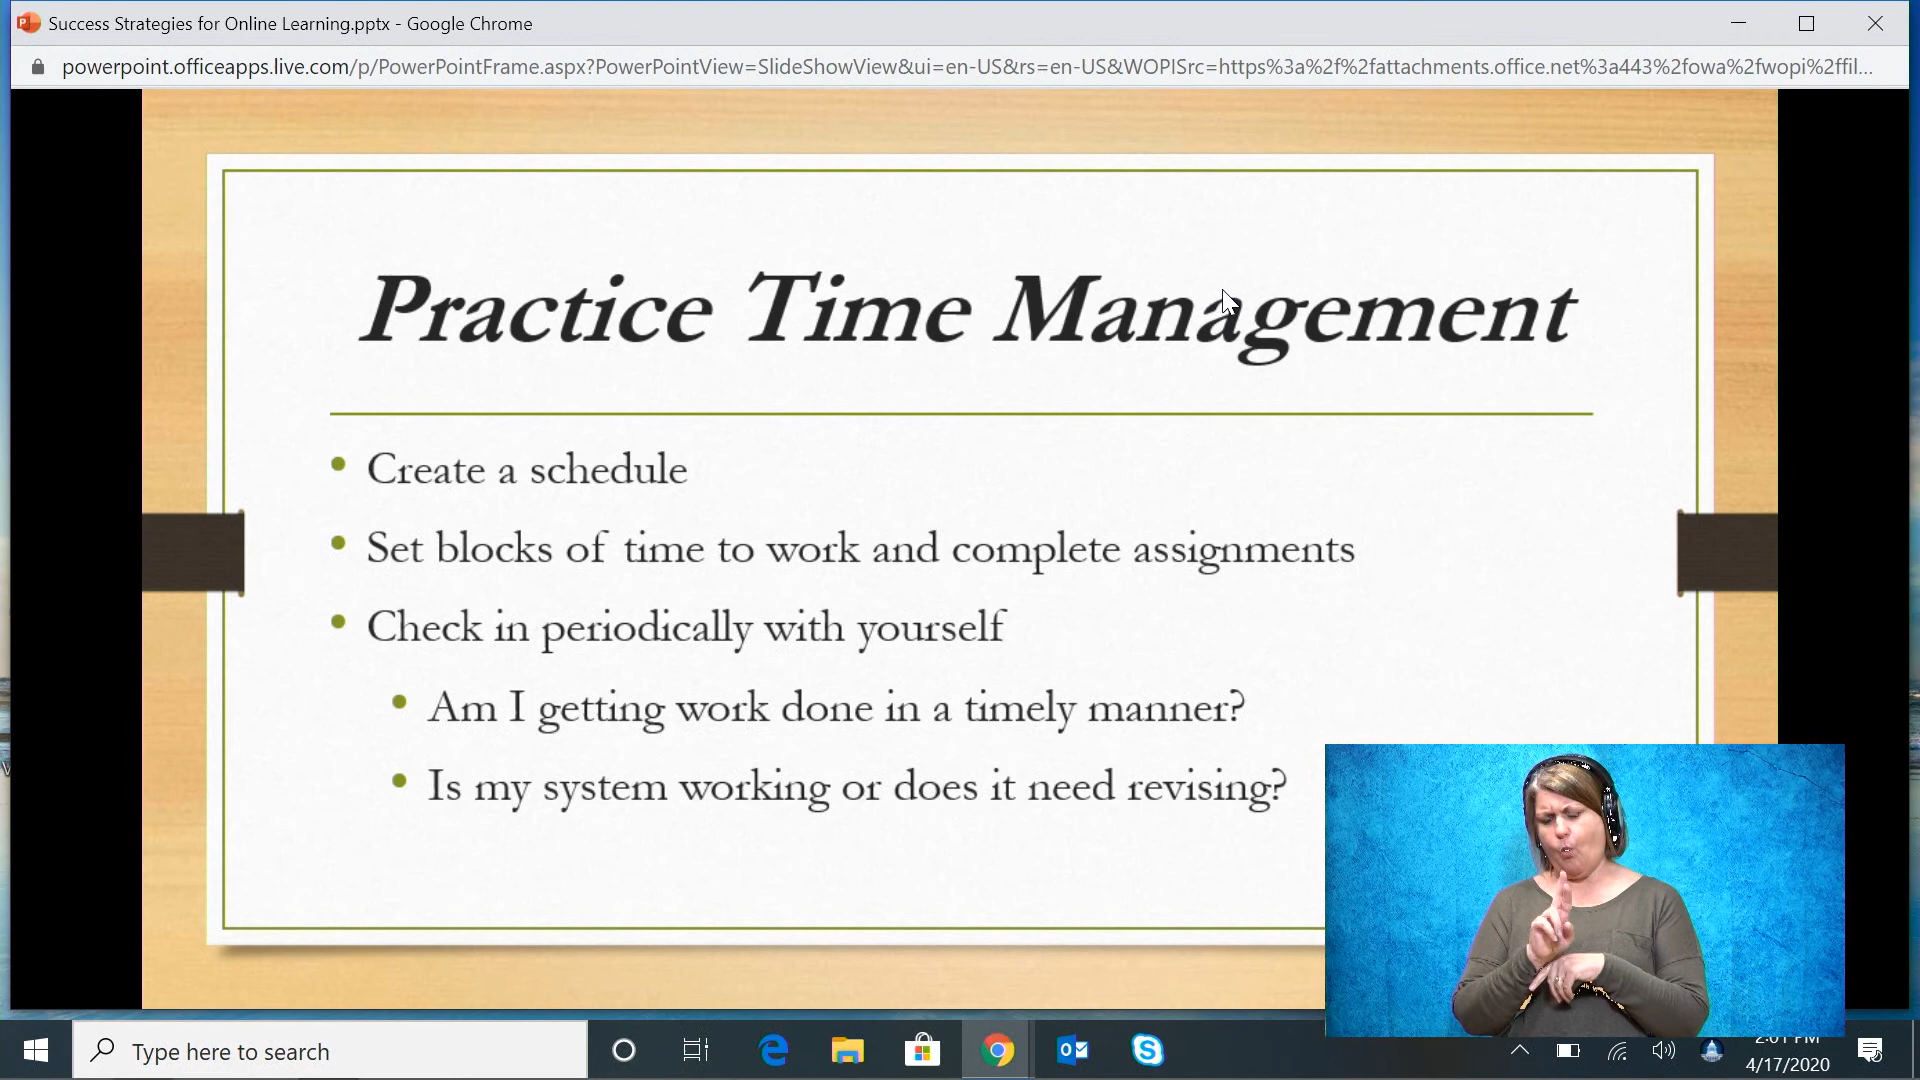 Success Strategies for Online Learning.pptx - Google Chrome
powerpoint.officeapps.live.com/p/PowerPointFrame.aspx?PowerPointView=SlideShowView&ui=en-US&rs=en-US&WOPISrc=https%3a%2f%2fattachments.office.net%3a443%2fowa%2fwopi%2ffil...
Practice Time Management
• Create a schedule
• Set blocks of time to work and complete assignments
• Check in periodically with yourself
• Am I getting work done in a timely manner?
• Is my system working or does it need revising?
Type here to search
2:01 PM
4/17/2020